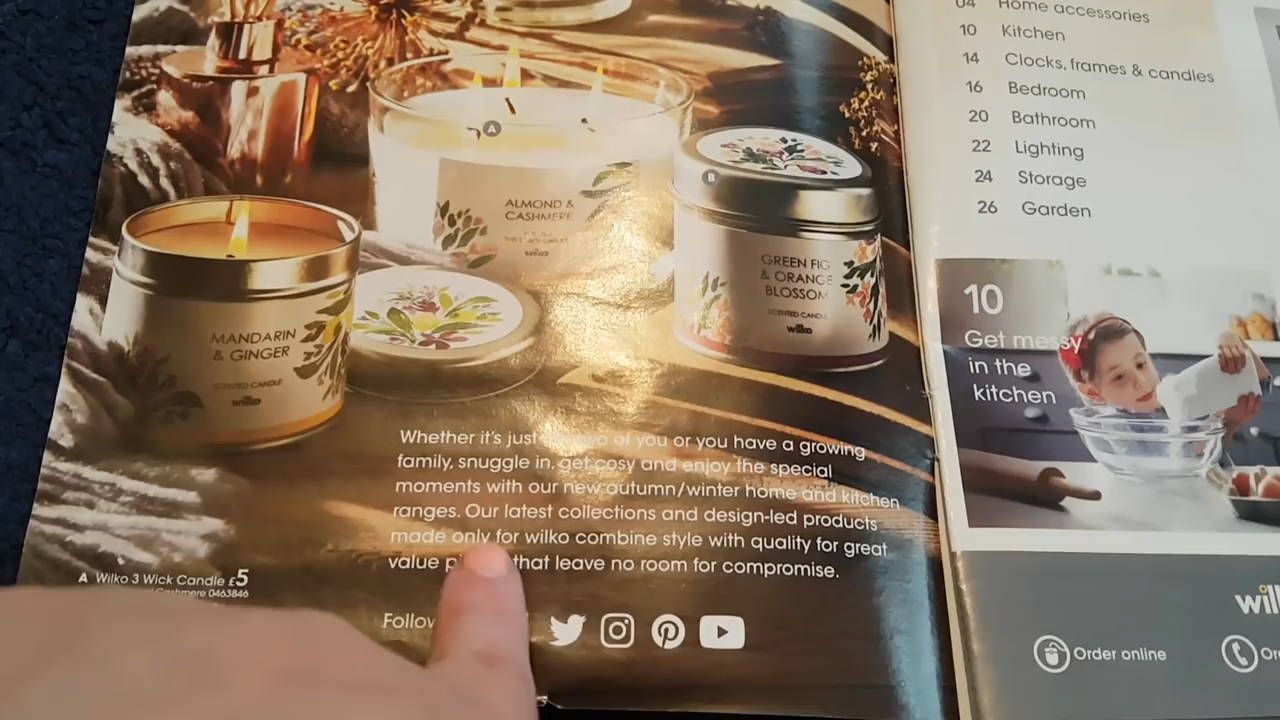 A
ALMOND &
CASHMERE
wilko
B
GREEN FIG
& ORANGE
BLOSSOM
SCENTED CANDLE
wilko
MANDARIN
& GINGER
SCENTED CANDLE
wilko
Whether it's just two of you or you have a growing
family, snuggle in, get cosy and enjoy the special
moments with our new autumn/winter home and kitchen
ranges. Our latest collections and design-led products
made only for wilko combine style with quality for great
value that leave no room for compromise.
A Wilko 3 Wick Candle £5
Cashmere 0463846
Follow
04 Home accessories
10 Kitchen
14 Clocks, frames & candles
16 Bedroom
20 Bathroom
22 Lighting
24 Storage
26 Garden
10
Get messy
in the
kitchen
Order online